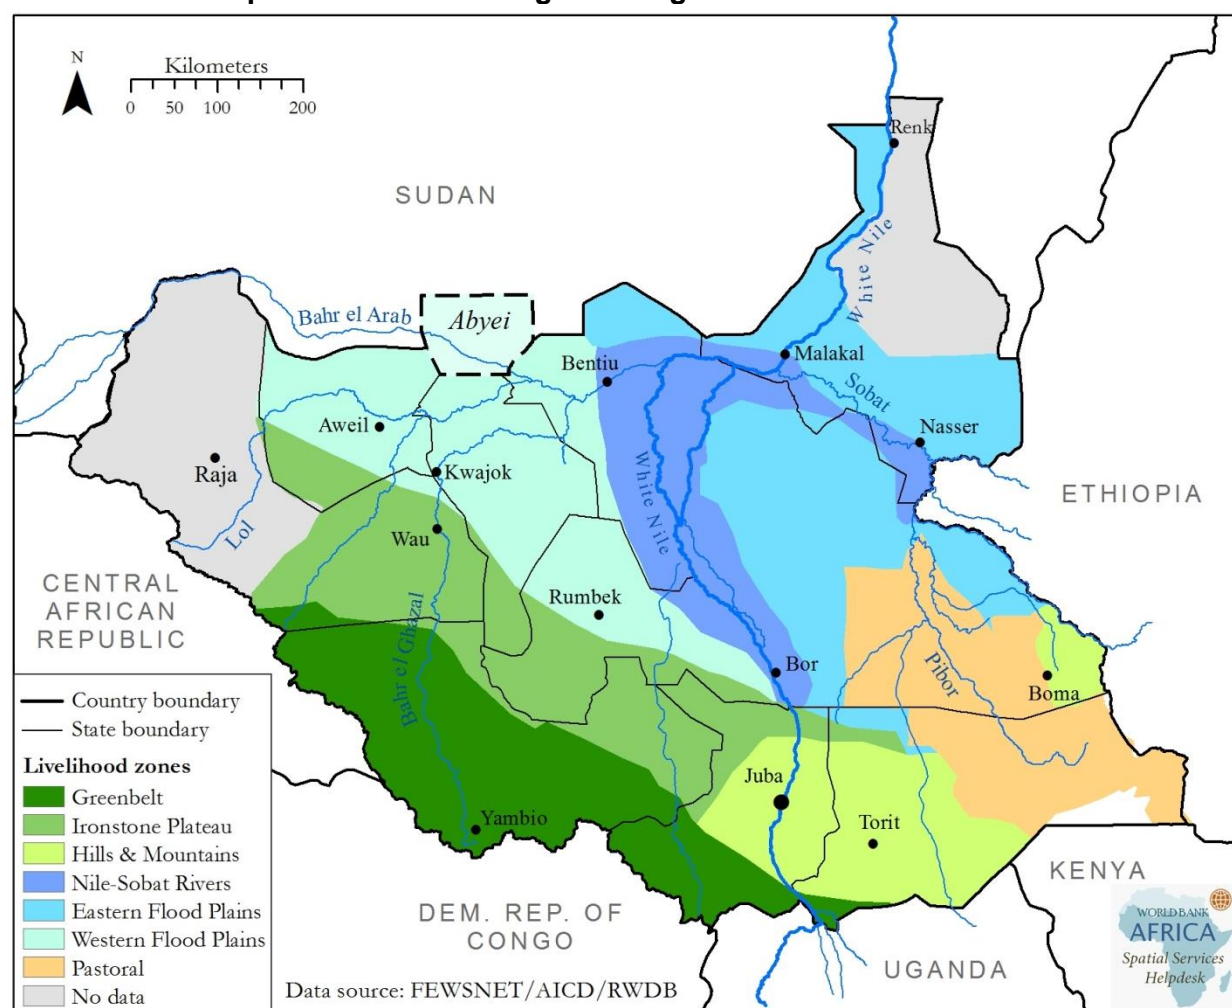 N
Kilometers
0 50 100 200
Renk
SUDAN
White Nile
Bahr el Arab
Abyei
Malakal
Bentiu
Sobat
Aweil
Nasser
Raja
Kwajok
White Nile
ETHIOPIA
Lol
Wau
CENTRAL
AFRICAN
REPUBLIC
Rumbek
Bahr el Ghazal
Bor
Pibor
Boma
Country boundary
State boundary
Livelihood zones
Greenbelt
Ironstone Plateau
Hills & Mountains
Nile-Sobat Rivers
Eastern Flood Plains
Western Flood Plains
Pastoral
No data
Juba
Yambio
Torit
KENYA
DEM. REP. OF
CONGO
UGANDA
WORLD BANK
AFRICA
Spatial Services
Helpdesk
Data source: FEWSNET/AICD/RWDB